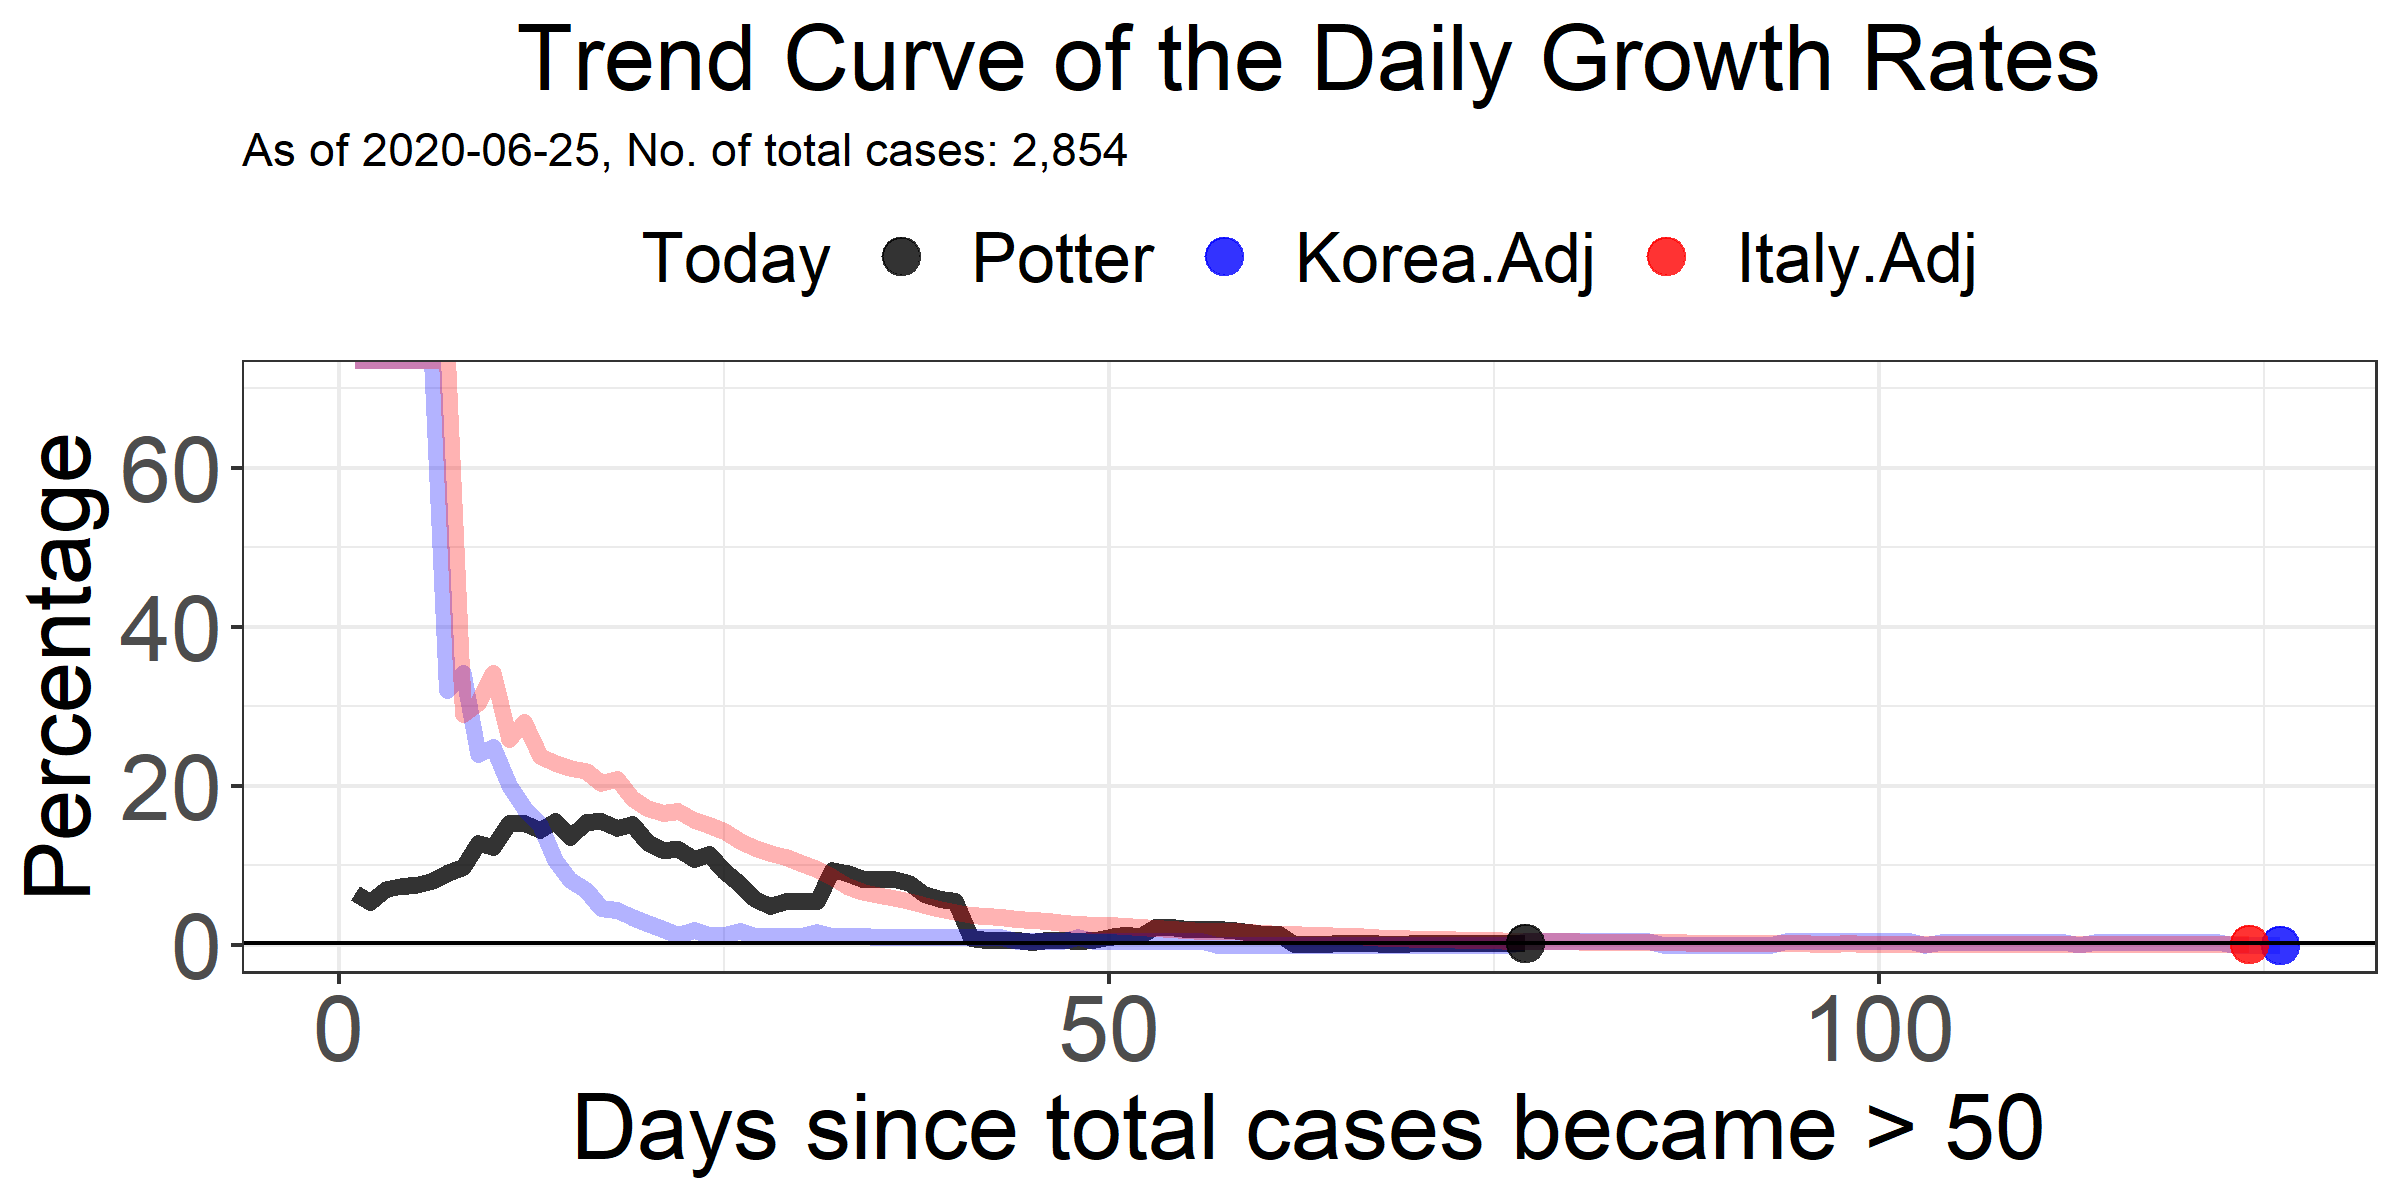 Trend Curve of the Daily Growth Rates
As of 2020-06-25, No. of total cases: 2,854
Today Potter Korea.Adj Italy.Adj
Percentage
60
40
20
0
0 50 100
Days since total cases became > 50